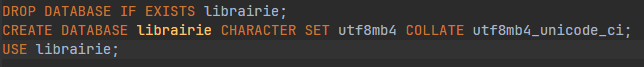 DROP DATABASE IF EXISTS librairie;
CREATE DATABASE librairie CHARACTER SET utf8mb4 COLLATE utf8mb4_unicode_ci;
USE librairie;